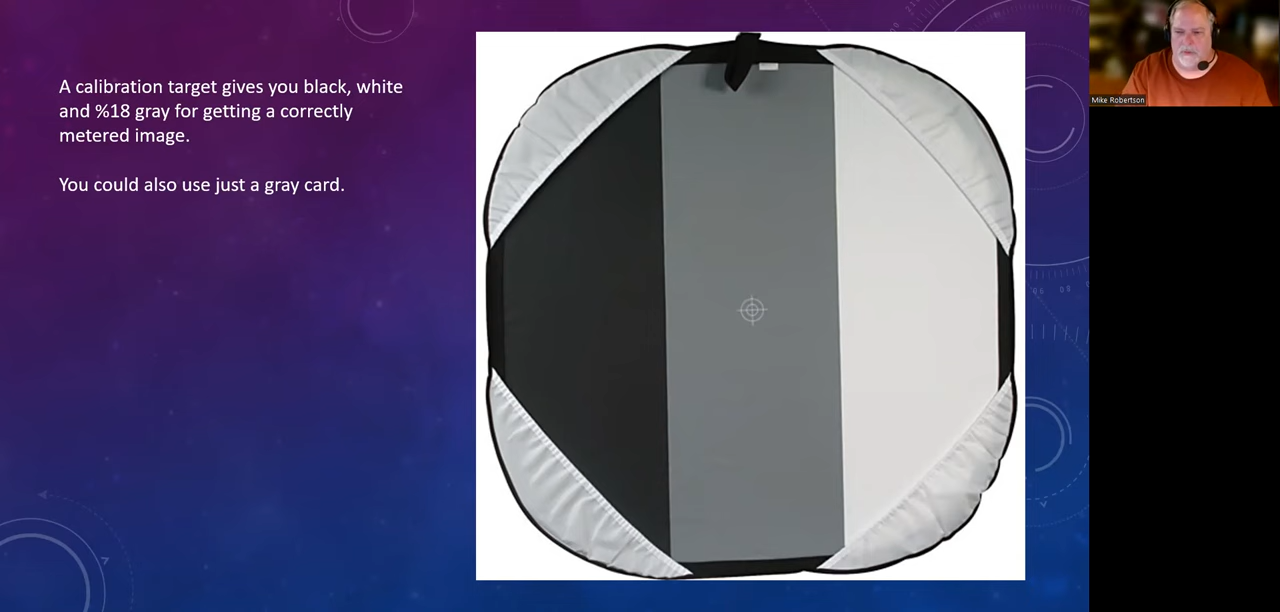 A calibration target gives you black, white
and %18 gray for getting a correctly
metered image.
You could also use just a gray card.
Mike Robertson